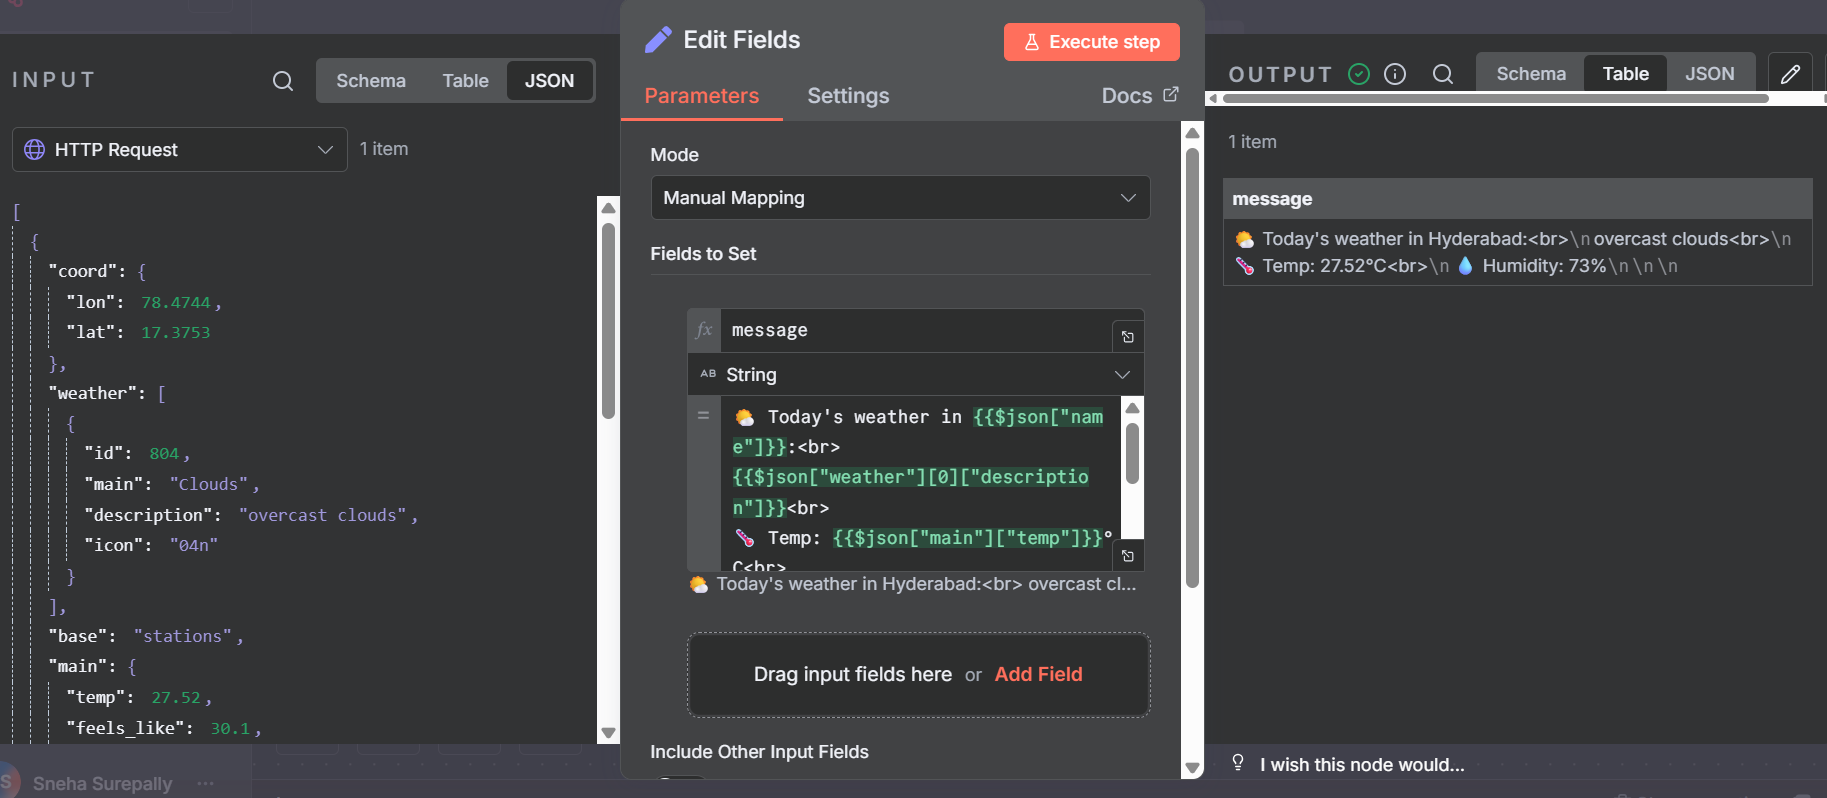 INPUT
Schema
Table
JSON
HTTP Request
1 item
[
{
"coord": {
"lon": 78.4744,
"lat": 17.3753
},
"weather": [
{
"id": 804,
"main": "Clouds",
"description": "overcast clouds",
"icon": "04n"
}
],
"base": "stations",
"main": {
"temp": 27.52,
"feels_like": 30.1,
S
Sneha Surepally ...
Edit Fields
Execute step
Parameters
Settings
Docs
Mode
Manual Mapping
Fields to Set
fx
message
AB String
=
🌤️ Today's weather in {{$json["nam
e"]}}:<br>
{{$json["weather"][0]["descriptio
n"]}}<br>
🌡️ Temp: {{$json["main"]["temp"]}}°
C<br>
🌤️ Today's weather in Hyderabad:<br> overcast cl...
Drag input fields here or Add Field
Include Other Input Fields
OUTPUT
Schema
Table
JSON
1 item
message
🌤️ Today's weather in Hyderabad:<br>\n overcast clouds<br>\n
🌡️ Temp: 27.52°C<br>\n 💧 Humidity: 73%\n\n\n
I wish this node would...